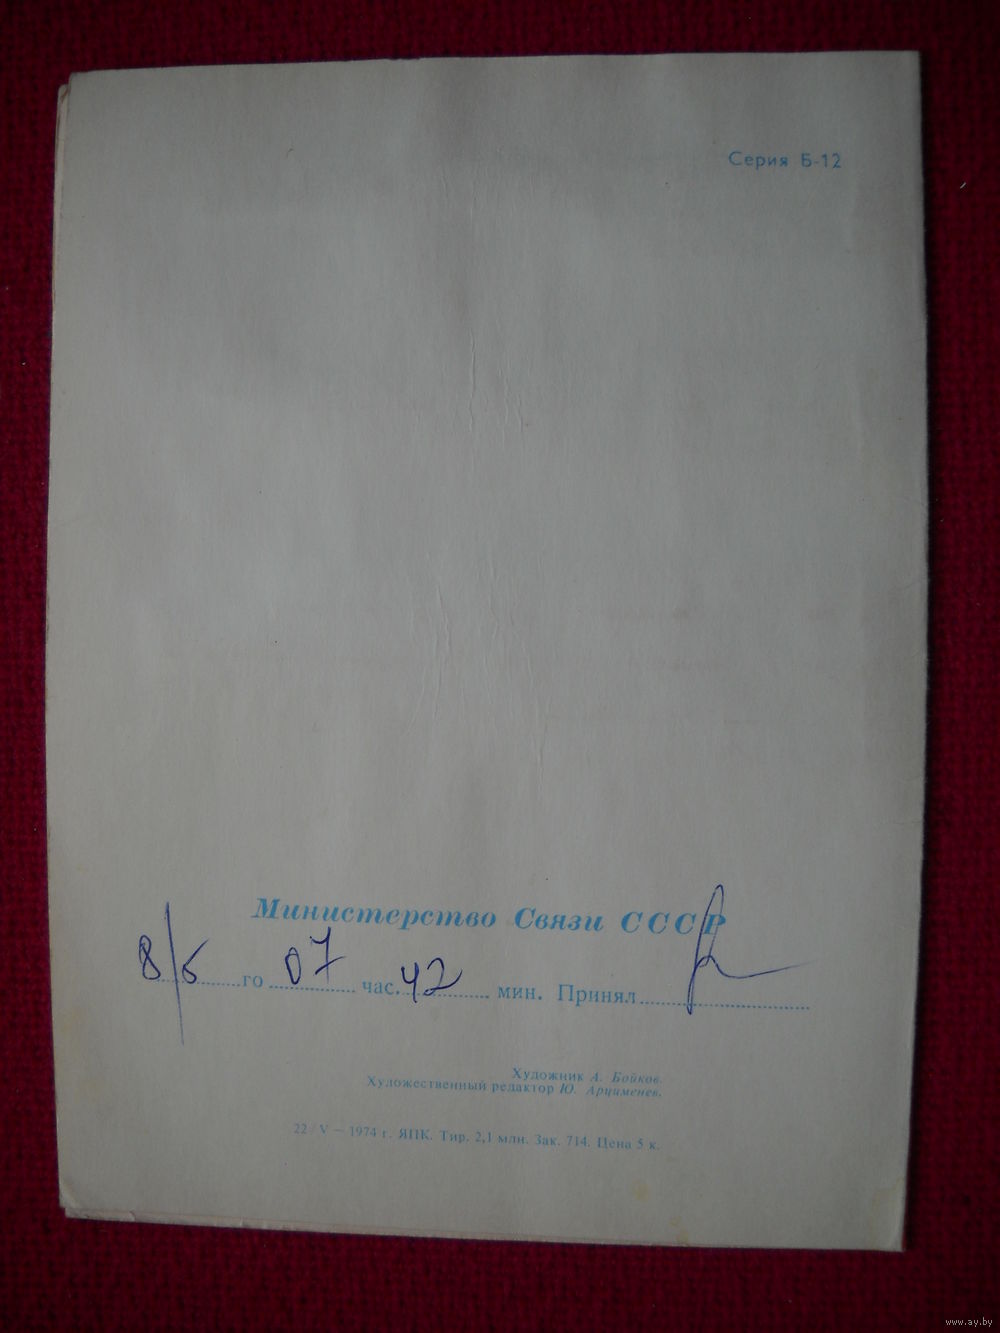 Серия Б-12
Министерство Связи СССР
8/5 го 07 час. 42 мин. Принял
Художник А. Бойков.
Художественный редактор Ю. Арцименев.
22/V — 1974 г. ЯПК. Тир. 2,1 млн. Зак. 714. Цена 5 к.
www.ay.by